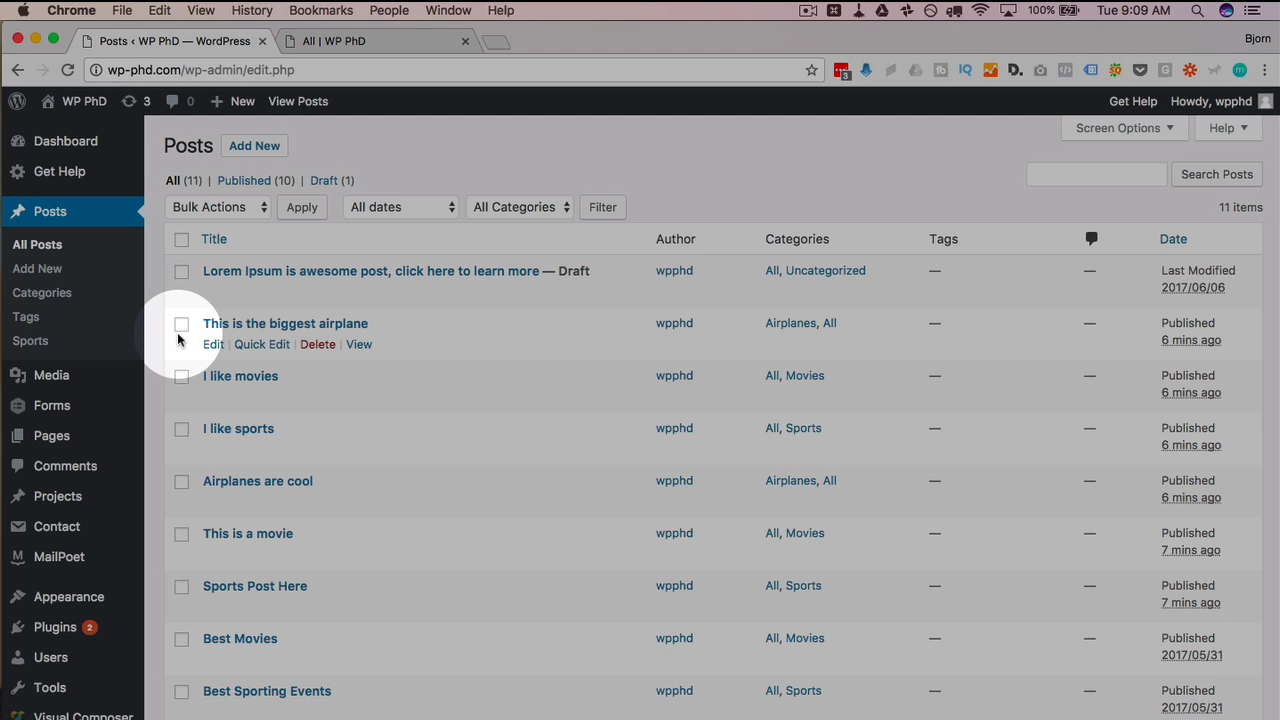 Chrome File Edit View History Bookmarks People Window Help 100% Tue 9:09 AM
Posts ‹ WP PhD — WordPress All | WP PhD Bjorn
wp-phd.com/wp-admin/edit.php 3
WP PhD 3 0 New View Posts Get Help Howdy, wpphd
Dashboard
Get Help
Posts
All Posts
Add New
Categories
Tags
Sports
Media
Forms
Pages
Comments
Projects
Contact
MailPoet
Appearance
Plugins 2
Users
Tools
Visual Composer
Posts Add New Screen Options Help
All (11) | Published (10) | Draft (1) Search Posts
Bulk Actions Apply All dates All Categories Filter 11 items
Title Author Categories Tags Date
Lorem Ipsum is awesome post, click here to learn more — Draft wpphd All, Uncategorized — — Last Modified
2017/06/06
This is the biggest airplane wpphd Airplanes, All — — Published
Edit | Quick Edit | Delete | View 6 mins ago
I like movies wpphd All, Movies — — Published
6 mins ago
I like sports wpphd All, Sports — — Published
6 mins ago
Airplanes are cool wpphd Airplanes, All — — Published
6 mins ago
This is a movie wpphd All, Movies — — Published
7 mins ago
Sports Post Here wpphd All, Sports — — Published
7 mins ago
Best Movies wpphd All, Movies — — Published
2017/05/31
Best Sporting Events wpphd All, Sports — — Published
2017/05/31